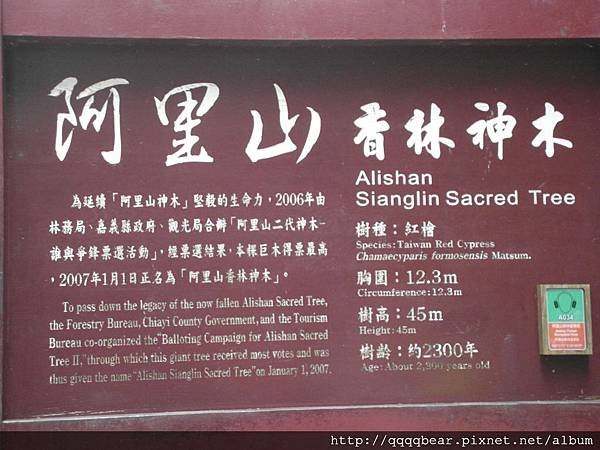 阿里山 香林神木
Alishan
Sianglin Sacred Tree
為延續「阿里山神木」堅毅的生命力，2006年由
林務局、嘉義縣政府、觀光局合辦「阿里山二代神木-
誰與爭鋒票選活動」，經票選結果，本棵巨木得票最高
，2007年1月1日正名為「阿里山香林神木」。
To pass down the legacy of the now fallen Alishan Sacred Tree,
the Forestry Bureau, Chiayi County Government, and the Tourism
Bureau co-organized the "Balloting Campaign for Alishan Sacred
Tree II," through which this giant tree received most votes and was
thus given the name "Alishan Sianglin Sacred Tree" on January 1, 2007.
樹種：紅檜
Species: Taiwan Red Cypress
Chamaecyparis formosensis Matsum.
胸圍：12.3m
Circumference: 12.3m
樹高：45m
Height: 45m
樹齡：約2300年
Age: About 2,300 years old
A034
http://qqqqbear.pixnet.net/album